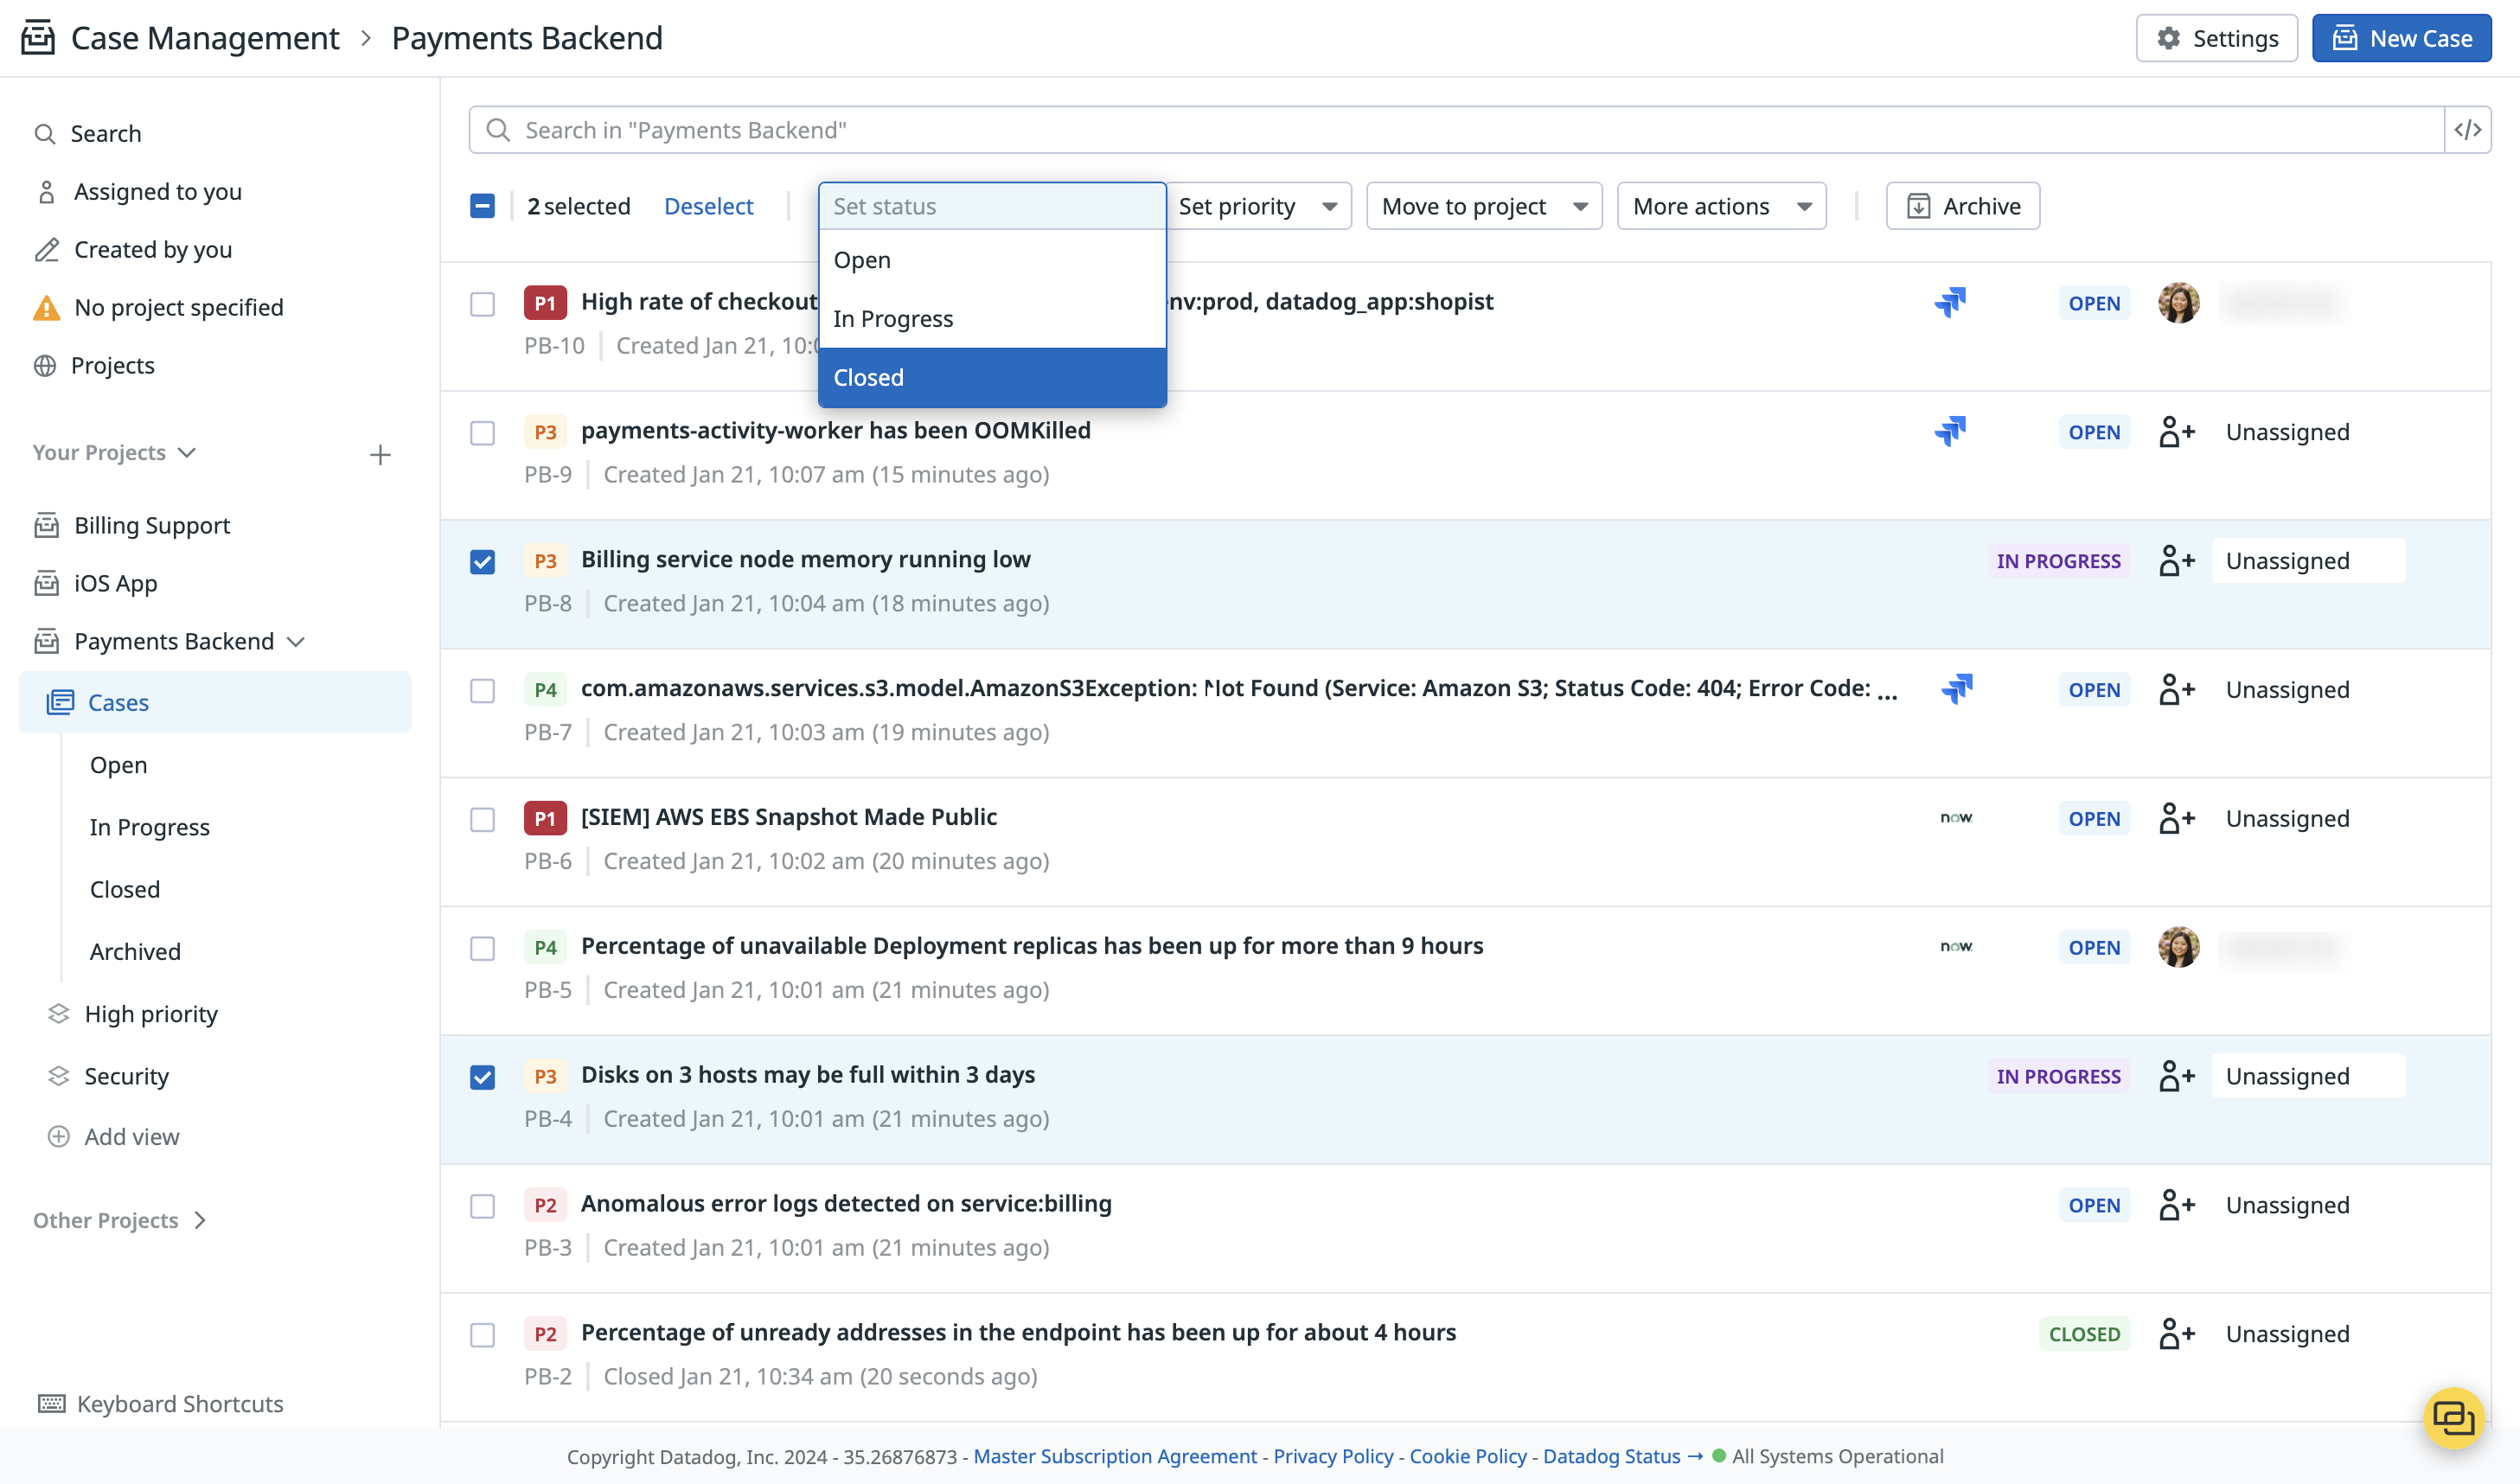 Case Management > Payments Backend
Settings
New Case
Search
Assigned to you
Created by you
No project specified
Projects
Your Projects
Billing Support
iOS App
Payments Backend
Cases
Open
In Progress
Closed
Archived
High priority
Security
Add view
Other Projects
Keyboard Shortcuts
Search in "Payments Backend"
</>
2 selected
Deselect
Set status
Set priority
Move to project
More actions
Archive
Open
In Progress
Closed
P1 High rate of checkout nv:prod, datadog_app:shopist
OPEN
PB-10 Created Jan 21, 10:0
P3 payments-activity-worker has been OOMKilled
OPEN Unassigned
PB-9 Created Jan 21, 10:07 am (15 minutes ago)
P3 Billing service node memory running low
IN PROGRESS Unassigned
PB-8 Created Jan 21, 10:04 am (18 minutes ago)
P4 com.amazonaws.services.s3.model.AmazonS3Exception: Not Found (Service: Amazon S3; Status Code: 404; Error Code: ...
OPEN Unassigned
PB-7 Created Jan 21, 10:03 am (19 minutes ago)
P1 [SIEM] AWS EBS Snapshot Made Public
now OPEN Unassigned
PB-6 Created Jan 21, 10:02 am (20 minutes ago)
P4 Percentage of unavailable Deployment replicas has been up for more than 9 hours
now OPEN
PB-5 Created Jan 21, 10:01 am (21 minutes ago)
P3 Disks on 3 hosts may be full within 3 days
IN PROGRESS Unassigned
PB-4 Created Jan 21, 10:01 am (21 minutes ago)
P2 Anomalous error logs detected on service:billing
OPEN Unassigned
PB-3 Created Jan 21, 10:01 am (21 minutes ago)
P2 Percentage of unready addresses in the endpoint has been up for about 4 hours
CLOSED Unassigned
PB-2 Closed Jan 21, 10:34 am (20 seconds ago)
Copyright Datadog, Inc. 2024 - 35.26876873 - Master Subscription Agreement - Privacy Policy - Cookie Policy - Datadog Status → All Systems Operational